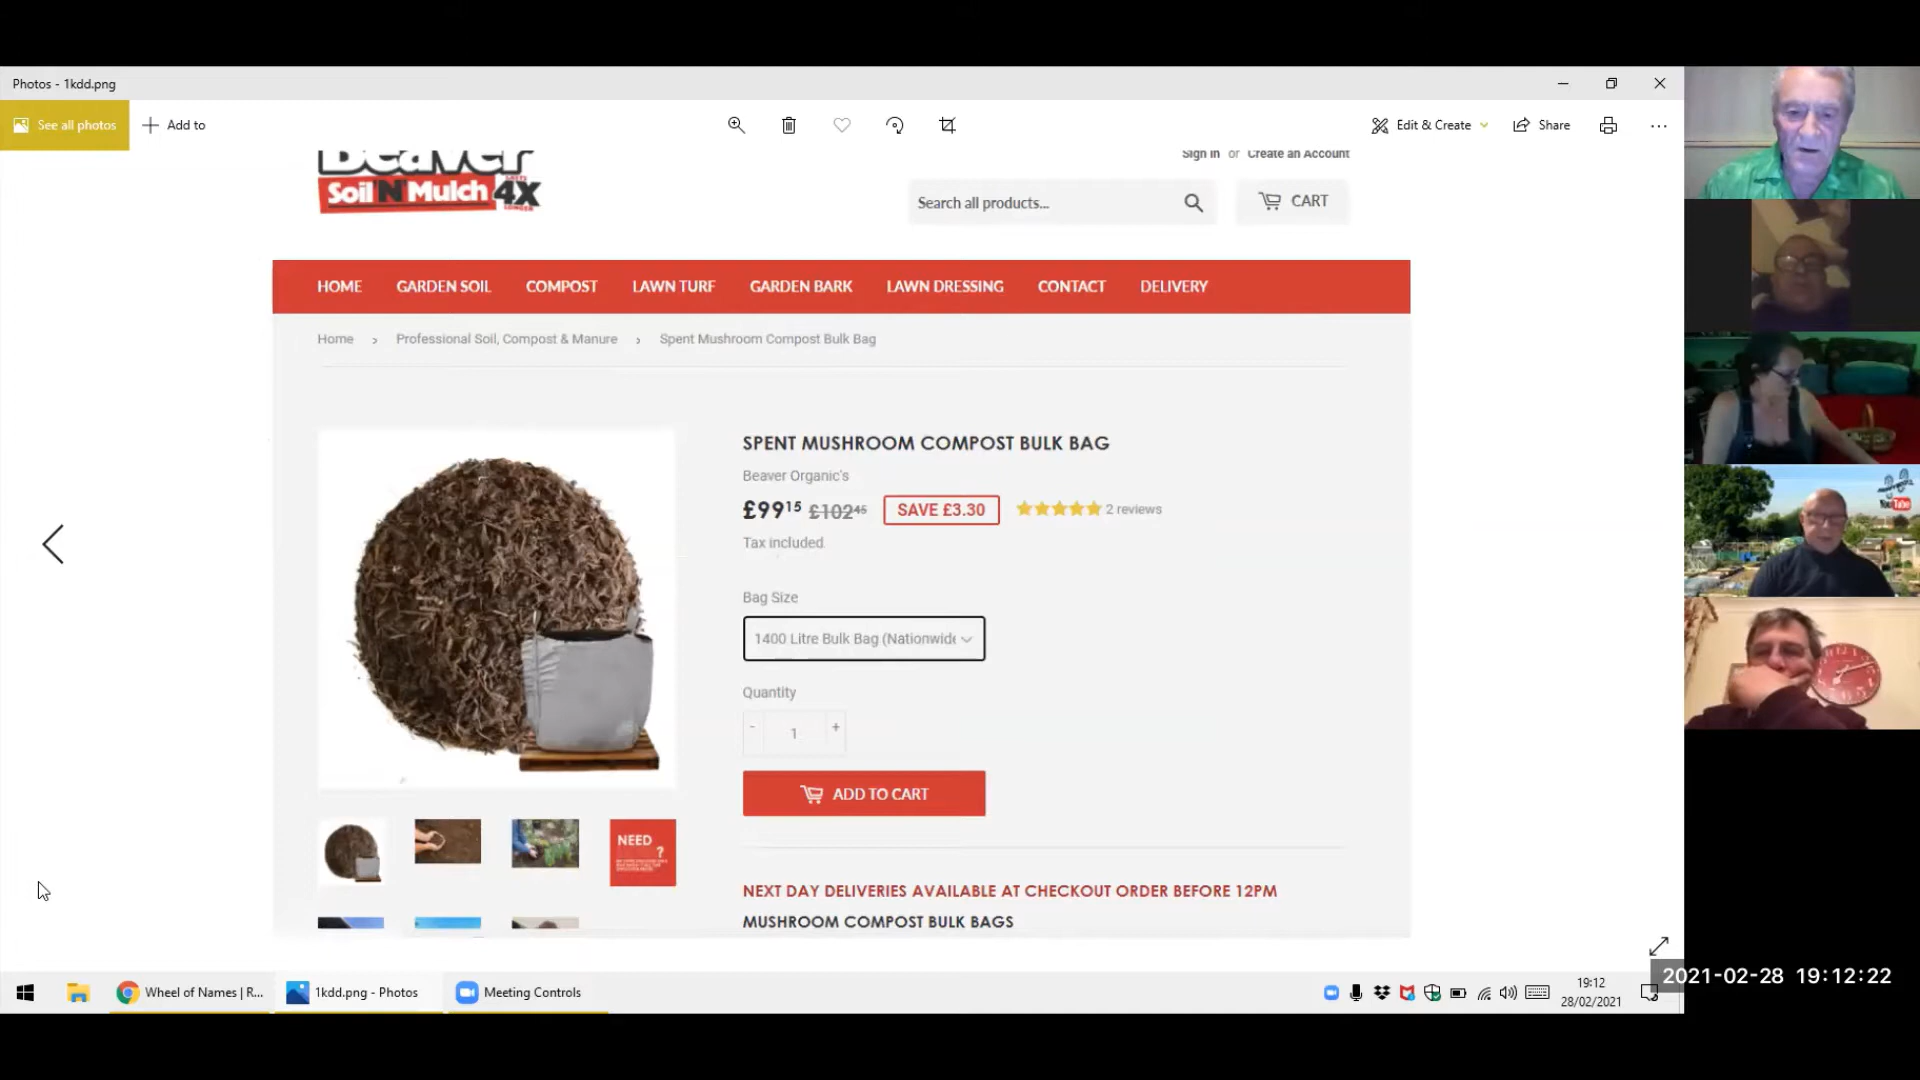 Photos - 1kdd.png
See all photos
Add to
Edit & Create
Share
Beaver
Soil 'N' Mulch 4X
LASTS
LONGER
Sign in or Create an Account
Search all products...
CART
HOME GARDEN SOIL COMPOST LAWN TURF GARDEN BARK LAWN DRESSING CONTACT DELIVERY
Home › Professional Soil, Compost & Manure › Spent Mushroom Compost Bulk Bag
SPENT MUSHROOM COMPOST BULK BAG
Beaver Organic's
£99 15 £102 45 SAVE £3.30 2 reviews
Tax included.
Bag Size
1400 Litre Bulk Bag (Nationwide
Quantity
- 1 +
ADD TO CART
NEED
?
NEXT DAY DELIVERIES AVAILABLE AT CHECKOUT ORDER BEFORE 12PM
MUSHROOM COMPOST BULK BAGS
You
Tube
Wheel of Names | R...
1kdd.png - Photos
Meeting Controls
19:12
28/02/2021
2021-02-28 19:12:22